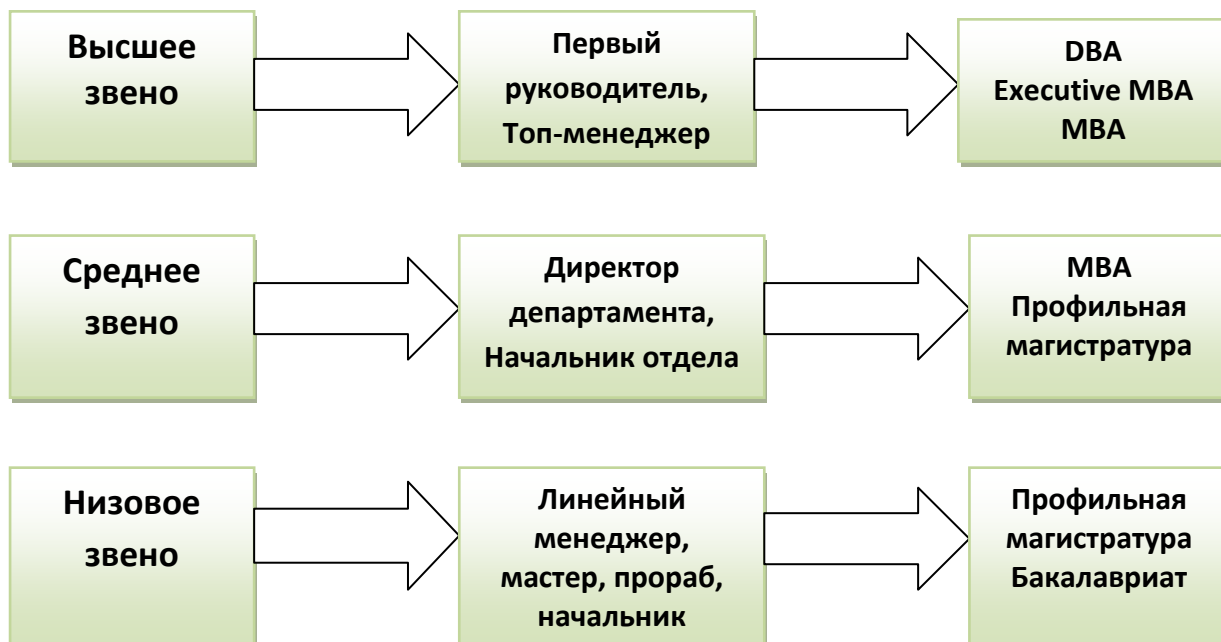 Высшее
звено
Первый
руководитель,
Топ-менеджер
DBA
Executive MBA
MBA
Среднее
звено
Директор
департамента,
Начальник отдела
MBA
Профильная
магистратура
Низовое
звено
Линейный
менеджер,
мастер, прораб,
начальник
Профильная
магистратура
Бакалавриат